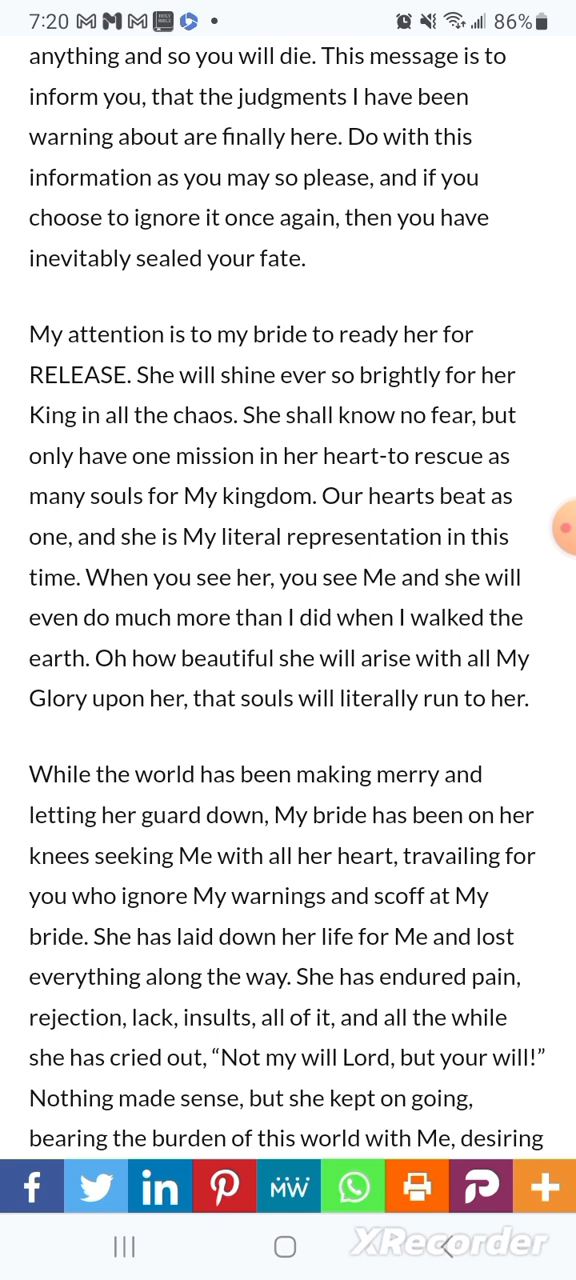 7:20 86%
anything and so you will die. This message is to
inform you, that the judgments I have been
warning about are finally here. Do with this
information as you may so please, and if you
choose to ignore it once again, then you have
inevitably sealed your fate.
My attention is to my bride to ready her for
RELEASE. She will shine ever so brightly for her
King in all the chaos. She shall know no fear, but
only have one mission in her heart-to rescue as
many souls for My kingdom. Our hearts beat as
one, and she is My literal representation in this
time. When you see her, you see Me and she will
even do much more than I did when I walked the
earth. Oh how beautiful she will arise with all My
Glory upon her, that souls will literally run to her.
While the world has been making merry and
letting her guard down, My bride has been on her
knees seeking Me with all her heart, travailing for
you who ignore My warnings and scoff at My
bride. She has laid down her life for Me and lost
everything along the way. She has endured pain,
rejection, lack, insults, all of it, and all the while
she has cried out, “Not my will Lord, but your will!”
Nothing made sense, but she kept on going,
bearing the burden of this world with Me, desiring
f in MW
XRecorder